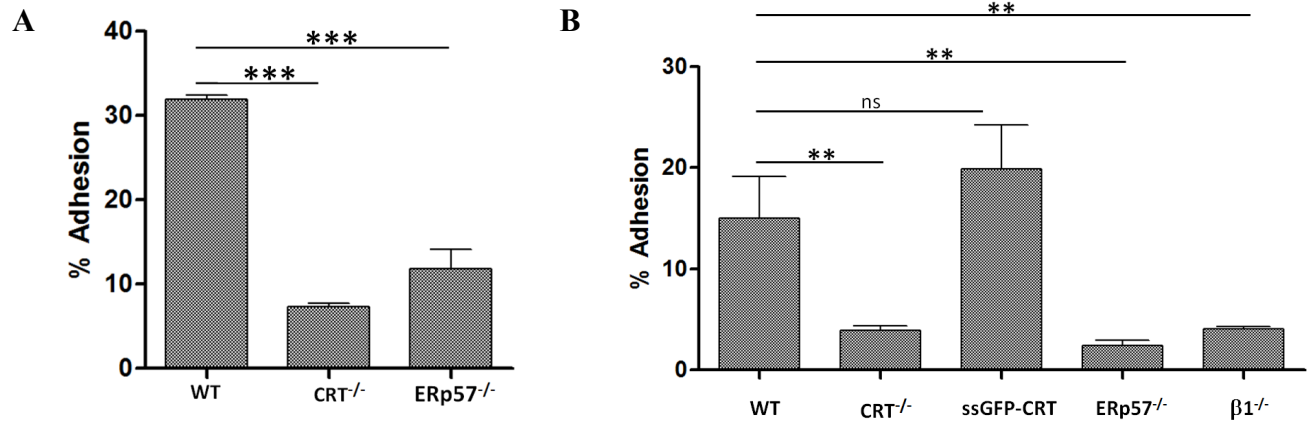 A
% Adhesion
40
30
20
10
0
***
***
WT
CRT-/-
ERp57-/-
B
% Adhesion
30
20
10
0
**
**
ns
**
WT
CRT-/-
ssGFP-CRT
ERp57-/-
β1-/-